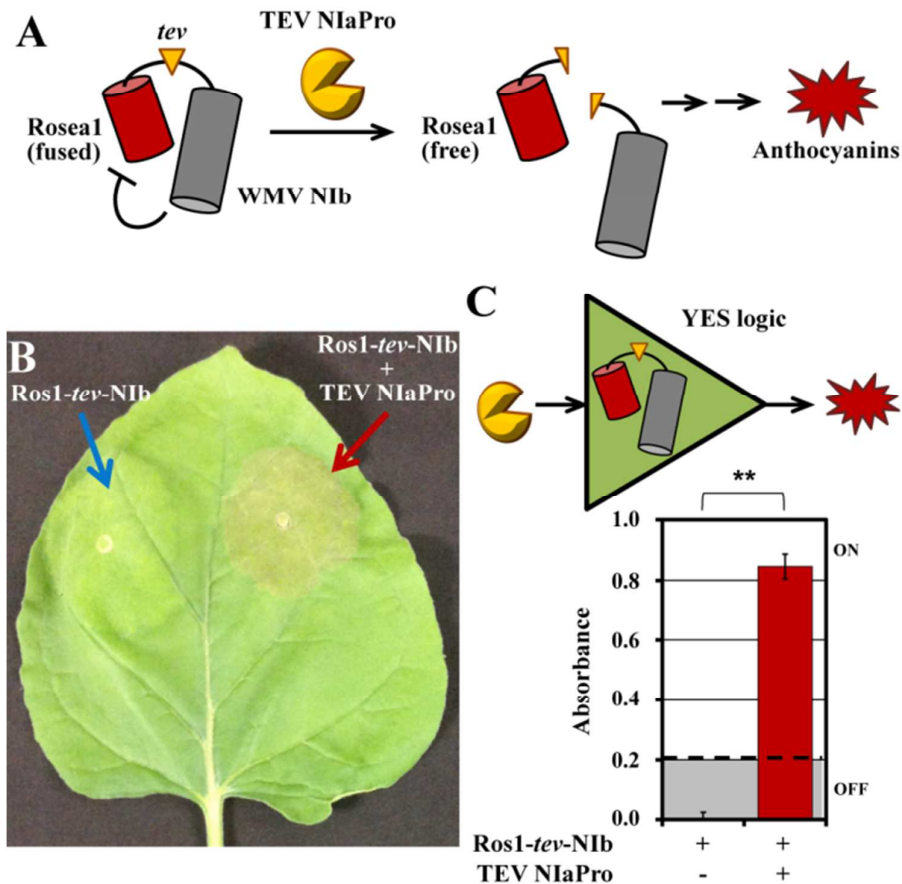 A
tev
TEV NIaPro
Rosea1
(fused)
WMV NIb
Rosea1
(free)
Anthocyanins
B
Ros1-tev-NIb
Ros1-tev-NIb
+
TEV NIaPro
C
YES logic
**
1.0
0.8
0.6
0.4
0.2
0.0
Absorbance
ON
OFF
Ros1-tev-NIb + +
TEV NIaPro - +